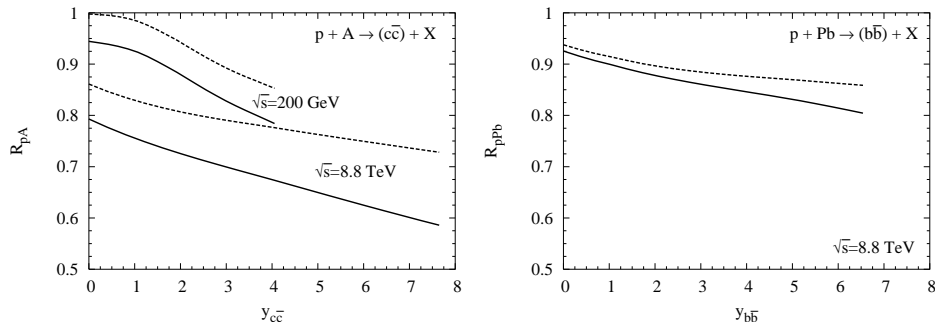 p + A → (cc̄) + X
1
0.9
0.8
0.7
0.6
0.5
R_pA
√s=200 GeV
√s=8.8 TeV
0 1 2 3 4 5 6 7 8
y_cc̄
p + Pb → (bb̄) + X
1
0.9
0.8
0.7
0.6
0.5
R_pPb
√s=8.8 TeV
0 1 2 3 4 5 6 7 8
y_bb̄